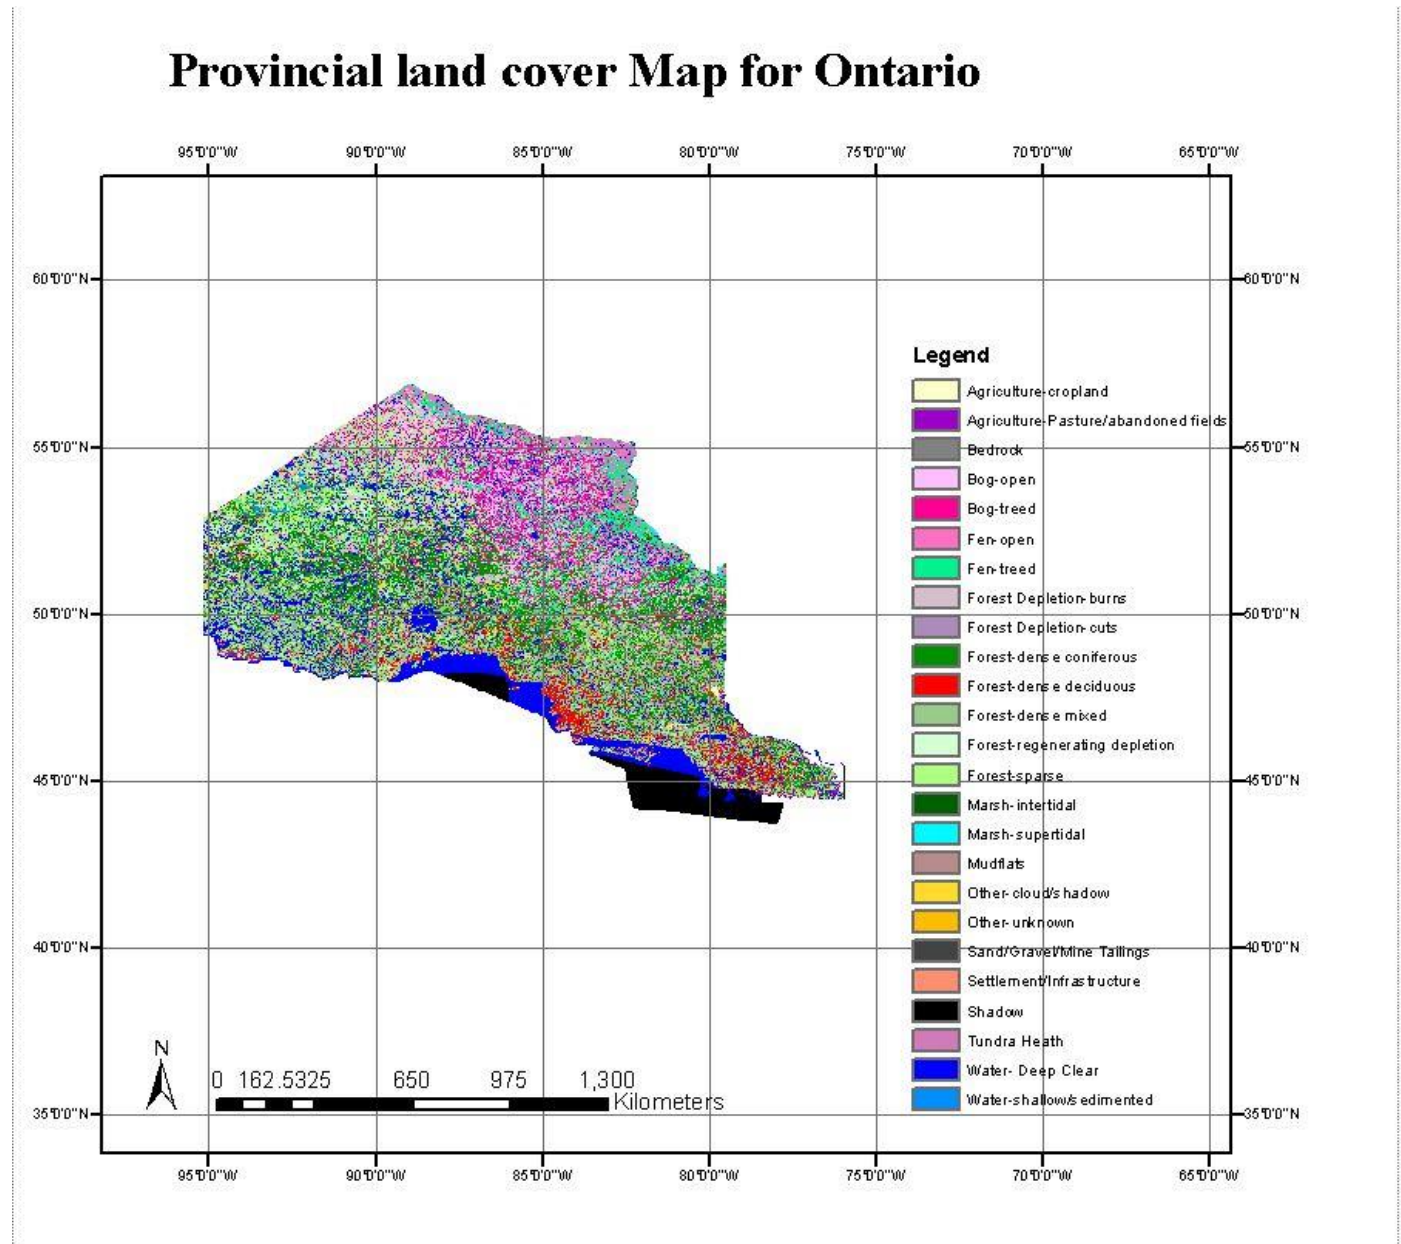 Provincial land cover Map for Ontario
95°0'0"W 90°0'0"W 85°0'0"W 80°0'0"W 75°0'0"W 70°0'0"W 65°0'0"W
60°0'0"N 60°0'0"N
Legend
Agriculture-cropland
Agriculture-Pasture/abandoned fields
55°0'0"N 55°0'0"N
Bedrock
Bog-open
Bog-treed
Fen-open
Fen-treed
Forest Depletion-burns
50°0'0"N 50°0'0"N
Forest Depletion-cuts
Forest-dense coniferous
Forest-dense deciduous
Forest-dense mixed
Forest-regenerating depletion
Forest-sparse
45°0'0"N 45°0'0"N
Marsh-intertidal
Marsh-supertidal
Mudflats
Other-cloud/shadow
Other-unknown
40°0'0"N 40°0'0"N
Sand/Gravel/Mine Tailings
Settlement/Infrastructure
Shadow
Tundra Heath
Water- Deep Clear
Water-shallow/sedimented
N
0 162.5325 650 975 1,300
Kilometers
35°0'0"N 35°0'0"N
95°0'0"W 90°0'0"W 85°0'0"W 80°0'0"W 75°0'0"W 70°0'0"W 65°0'0"W